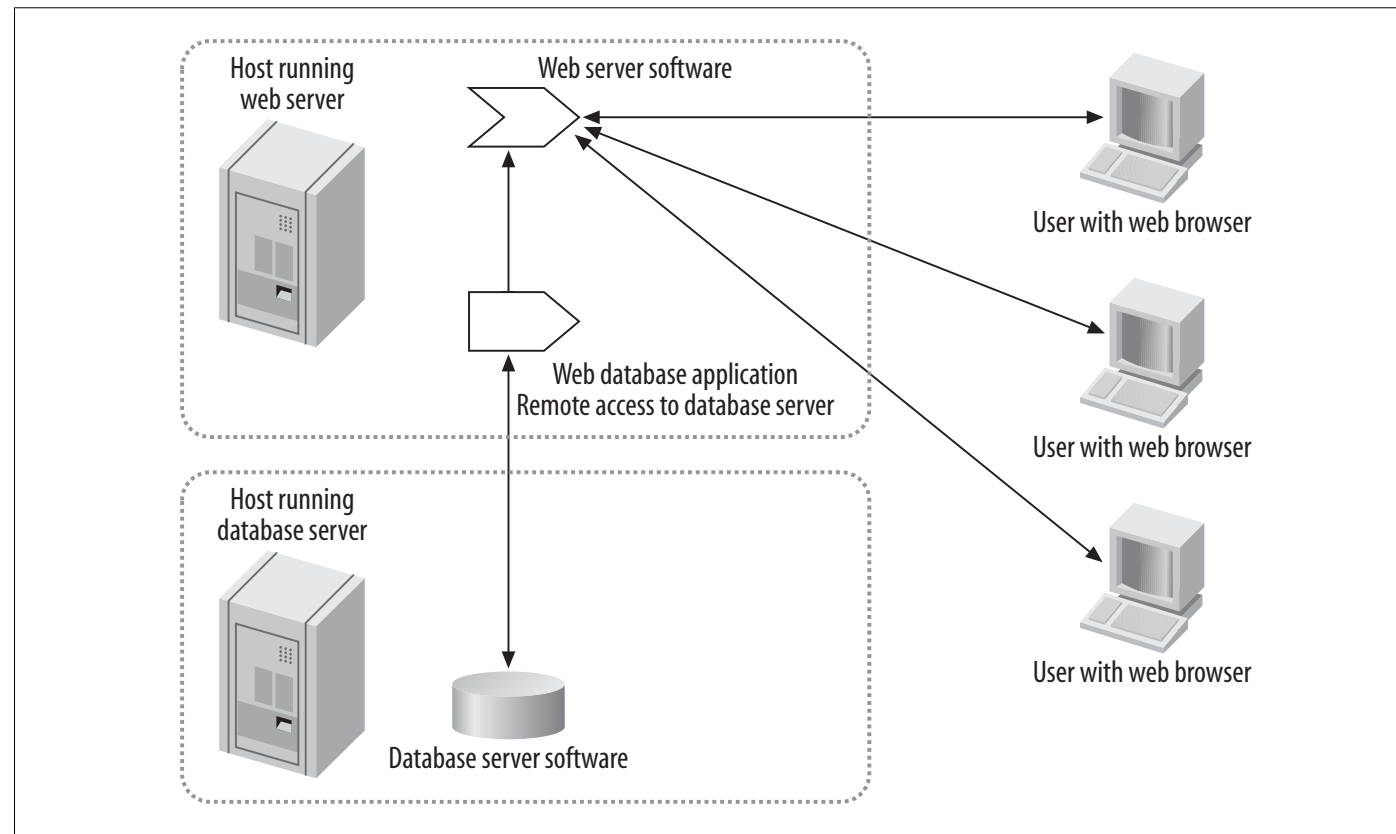 Host running
web server
Web server software
User with web browser
Web database application
Remote access to database server
User with web browser
Host running
database server
Database server software
User with web browser